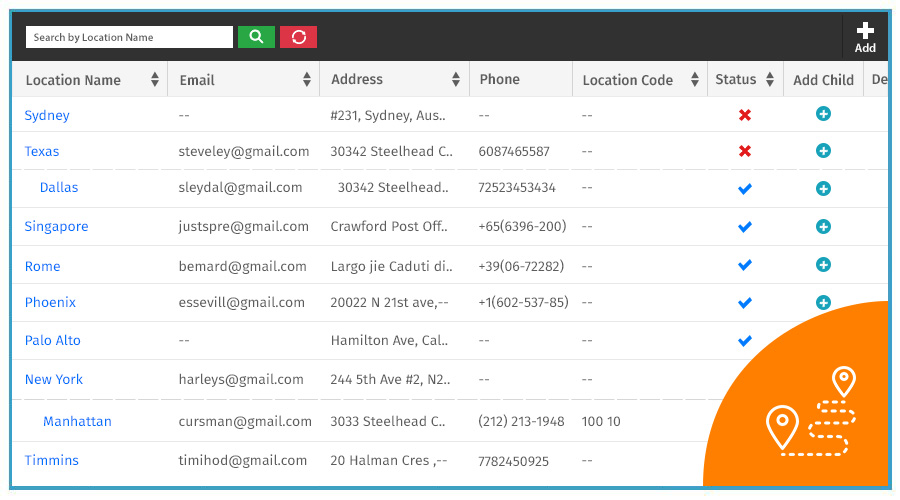 Search by Location Name
Add
Location Name Email Address Phone Location Code Status Add Child De
Sydney -- #231, Sydney, Aus.. -- --
Texas steveley@gmail.com 30342 Steelhead C.. 6087465587 --
Dallas sleydal@gmail.com 30342 Steelhead.. 72523453434
Singapore justspre@gmail.com Crawford Post Off.. +65(6396-200) --
Rome bemard@gmail.com Largo jie Caduti di.. +39(06-72282) --
Phoenix essevill@gmail.com 20022 N 21st ave,-- +1(602-537-85) --
Palo Alto -- Hamilton Ave, Cal.. -- --
New York harleys@gmail.com 244 5th Ave #2, N2.. -- --
Manhattan cursman@gmail.com 3033 Steelhead C.. (212) 213-1948 100 10
Timmins timihod@gmail.com 20 Halman Cres ,-- 7782450925 --